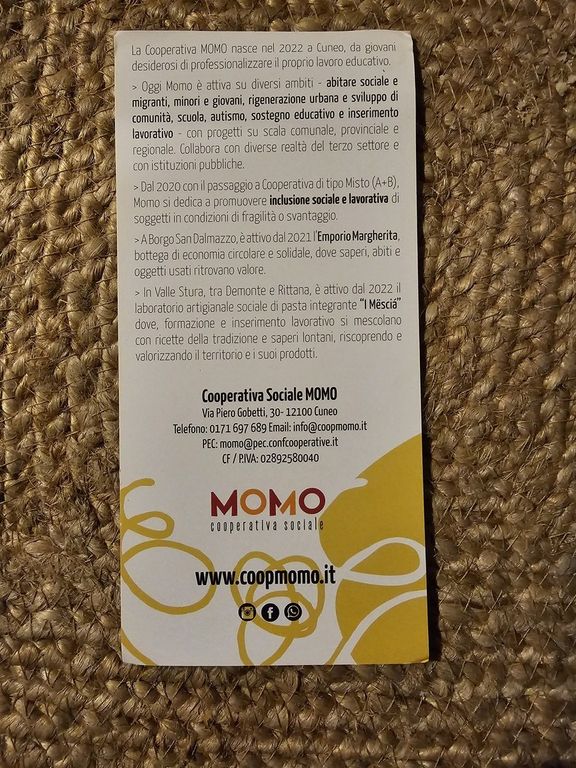 La Cooperativa MOMO nasce nel 2022 a Cuneo, da giovani
desiderosi di professionalizzare il proprio lavoro educativo.
> Oggi Momo è attiva su diversi ambiti - abitare sociale e
migranti, minori e giovani, rigenerazione urbana e sviluppo di
comunità, scuola, autismo, sostegno educativo e inserimento
lavorativo - con progetti su scala comunale, provinciale e
regionale. Collabora con diverse realtà del terzo settore e
con istituzioni pubbliche.
> Dal 2020 con il passaggio a Cooperativa di tipo Misto (A+B),
Momo si dedica a promuovere inclusione sociale e lavorativa di
soggetti in condizioni di fragilità o svantaggio.
> A Borgo San Dalmazzo, è attivo dal 2021 l'Emporio Margherita,
bottega di economia circolare e solidale, dove saperi, abiti e
oggetti usati ritrovano valore.
> In Valle Stura, tra Demonte e Rittana, è attivo dal 2022 il
laboratorio artigianale sociale di pasta integrante "I Mëscià"
dove, formazione e inserimento lavorativo si mescolano
con ricette della tradizione e saperi lontani, riscoprendo e
valorizzando il territorio e i suoi prodotti.
Cooperativa Sociale MOMO
Via Piero Gobetti, 30- 12100 Cuneo
Telefono: 0171 697 689 Email: info@coopmomo.it
PEC: momo@pec.confcooperative.it
CF / P.IVA: 02892580040
MOMO
cooperativa sociale
www.coopmomo.it